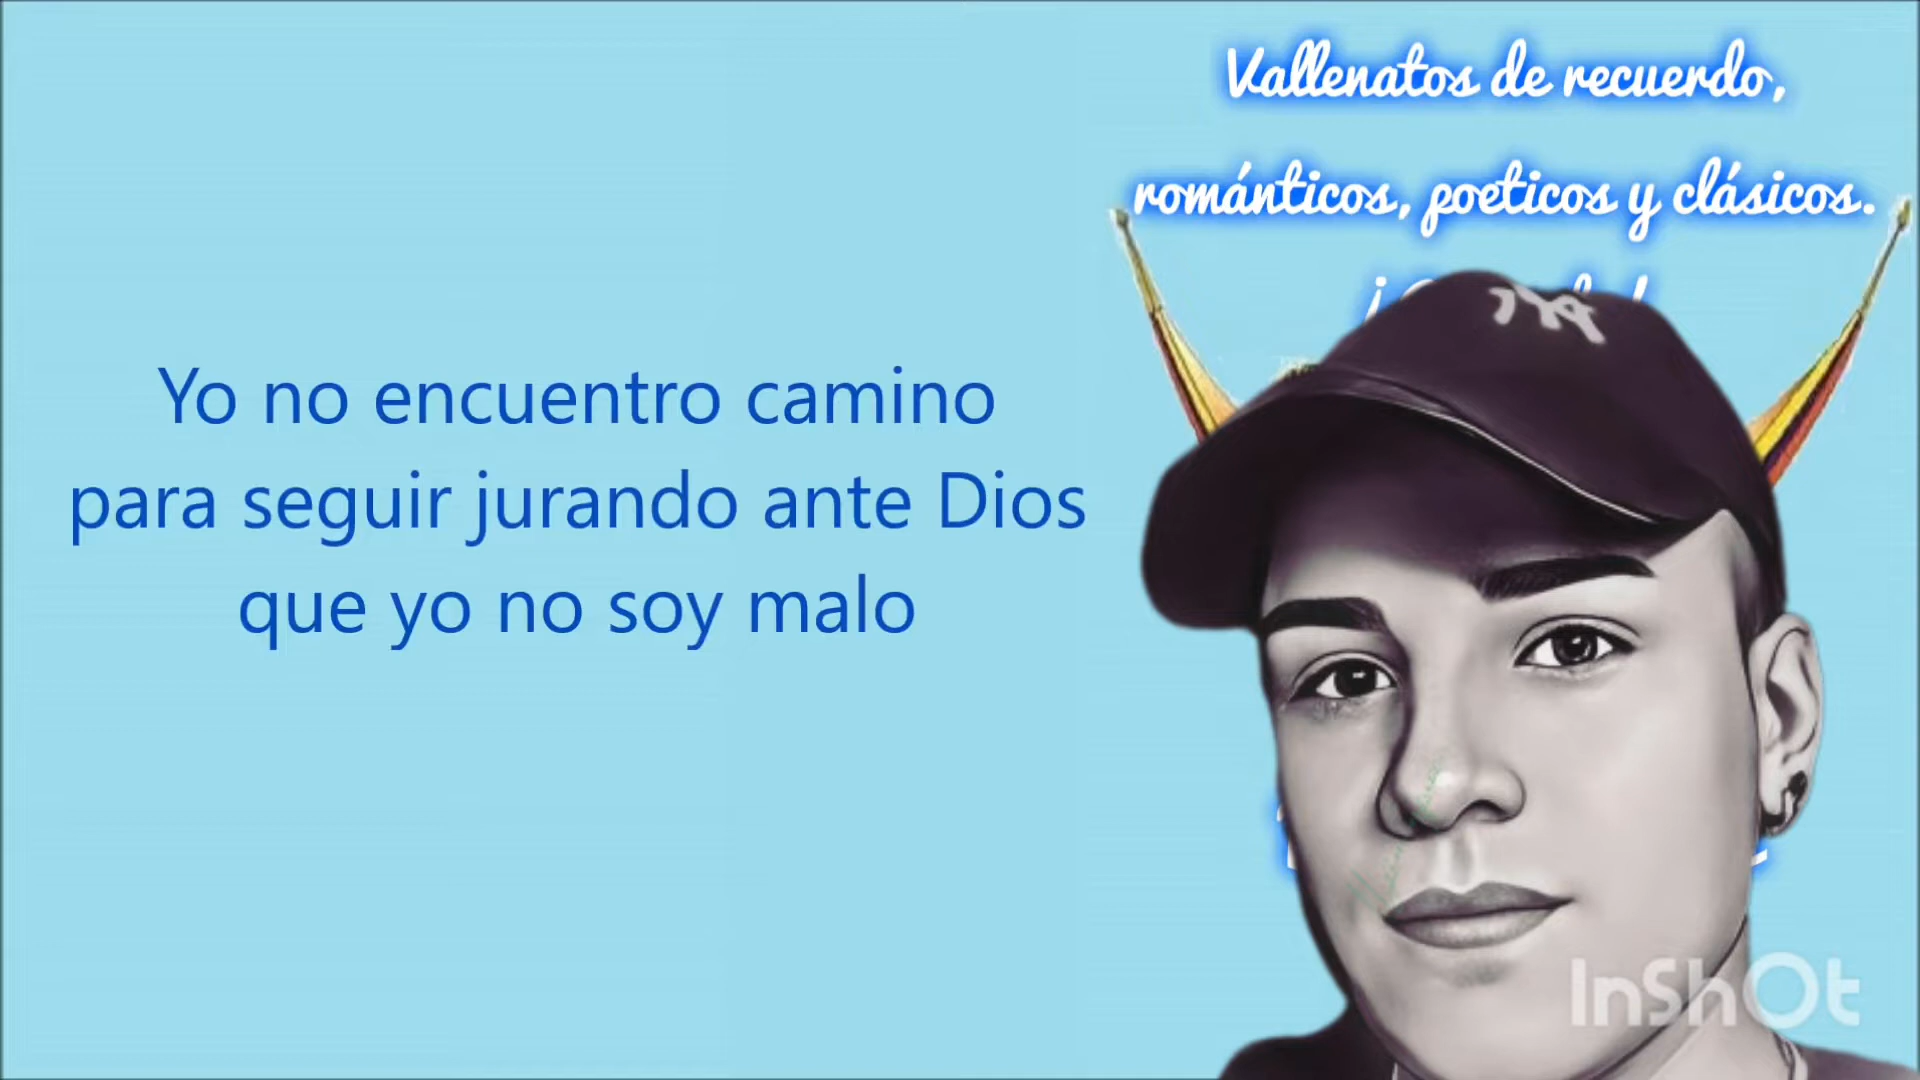 Vallenatos de recuerdo,
románticos, poeticos y clásicos.
Yo no encuentro camino
para seguir jurando ante Dios
que yo no soy malo
NY
InShOt